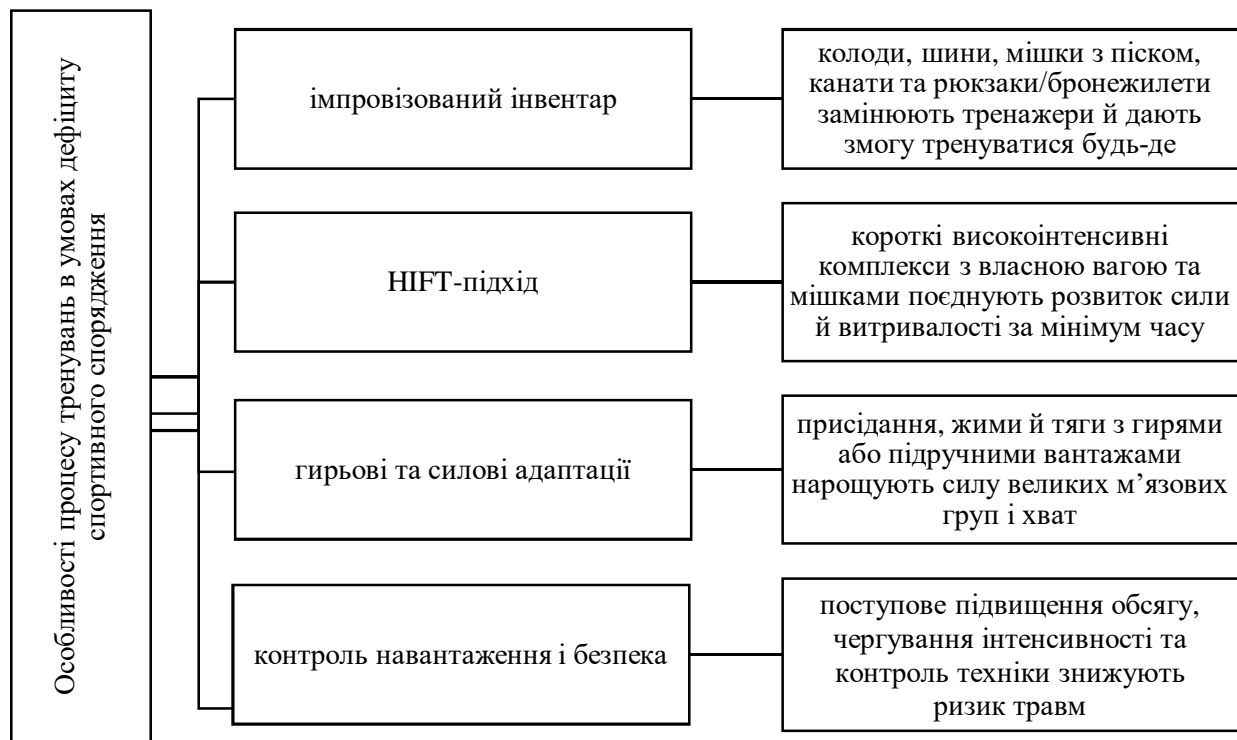 Особливості процесу тренувань в умовах дефіциту
спортивного спорядження
імпровізований інвентар
колоди, шини, мішки з піском,
канати та рюкзаки/бронежилети
замінюють тренажери й дають
змогу тренуватися будь-де
HIFT-підхід
короткі високоінтенсивні
комплекси з власною вагою та
мішками поєднують розвиток сили
й витривалості за мінімум часу
гирьові та силові адаптації
присідання, жими й тяги з гирями
або підручними вантажами
нарощують силу великих м’язових
груп і хват
контроль навантаження і безпека
поступове підвищення обсягу,
чергування інтенсивності та
контроль техніки знижують
ризик травм